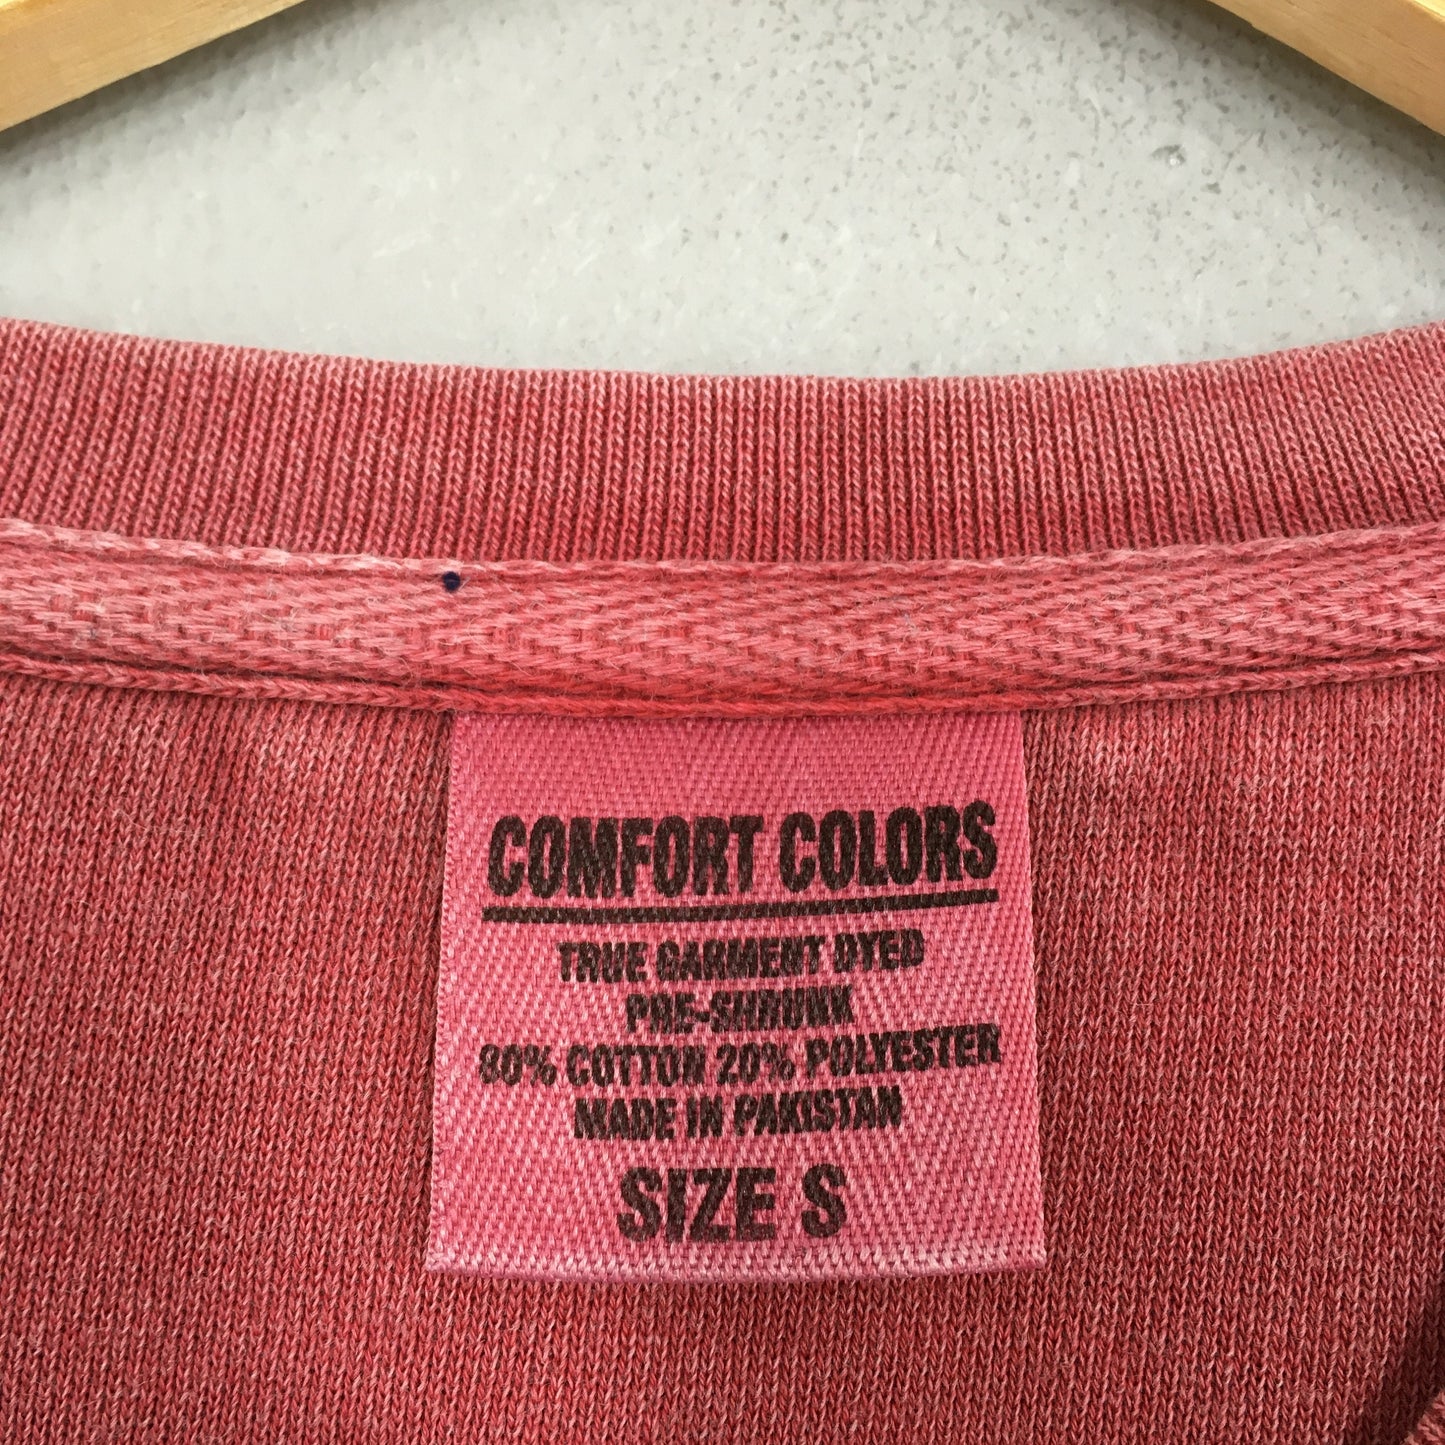 COMFORT COLORS
TRUE GARMENT DYED
PRE-SHRUNK
80% COTTON 20% POLYESTER
MADE IN PAKISTAN
SIZE S